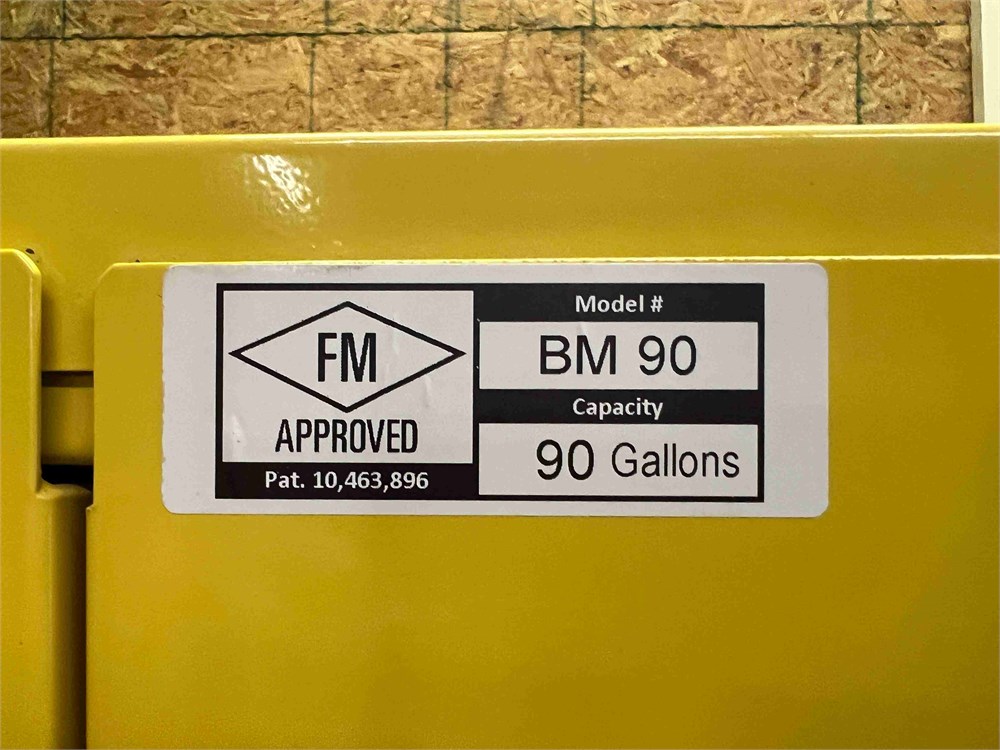 FM
APPROVED
Pat. 10,463,896
Model #
BM 90
Capacity
90 Gallons